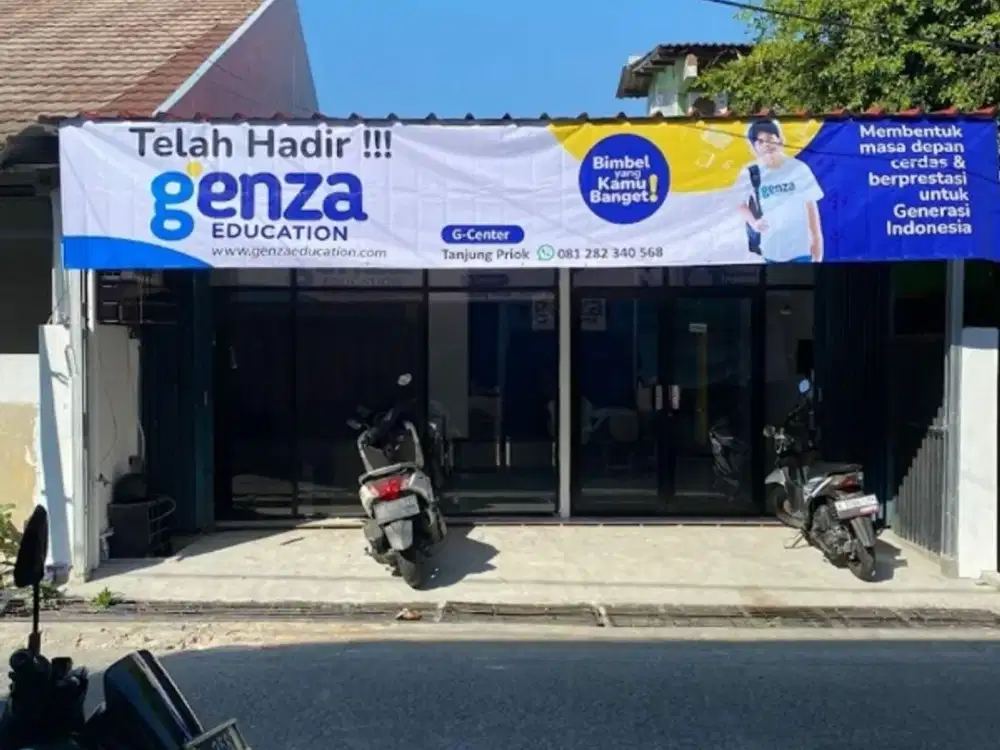 Telah Hadir !!!
genza
EDUCATION
www.genzaeducation.com
G-Center
Tanjung Priok 081 282 340 568
Bimbel
yang
Kamu
Banget!
genza
Membentuk
masa depan
cerdas &
berprestasi
untuk
Generasi
Indonesia